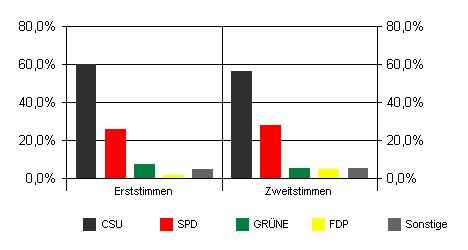 80,0% 80,0%
60,0% 60,0%
40,0% 40,0%
20,0% 20,0%
0,0% 0,0%
Erststimmen Zweitstimmen
CSU SPD GRÜNE FDP Sonstige